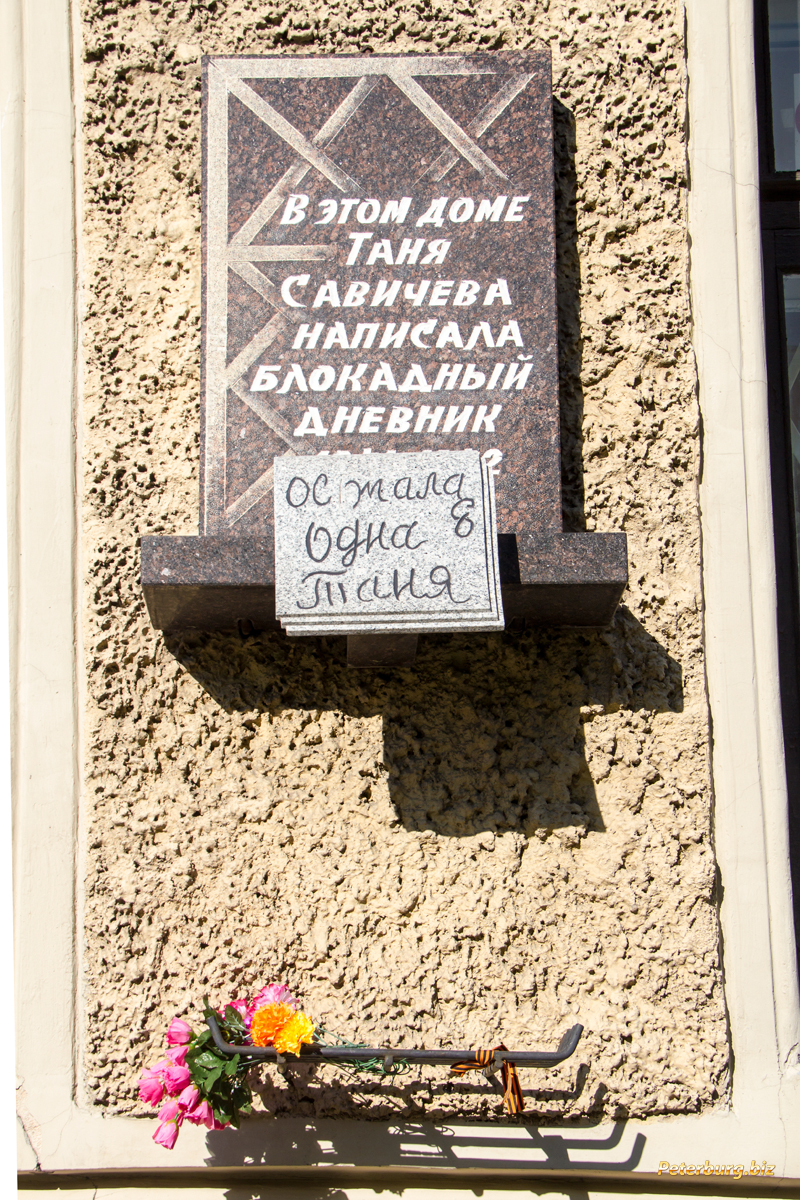 В ЭТОМ ДОМЕ
ТАНЯ
САВИЧЕВА
НАПИСАЛА
БЛОКАДНЫЙ
ДНЕВНИК
осталась
одна
Таня
Peterburg.biz